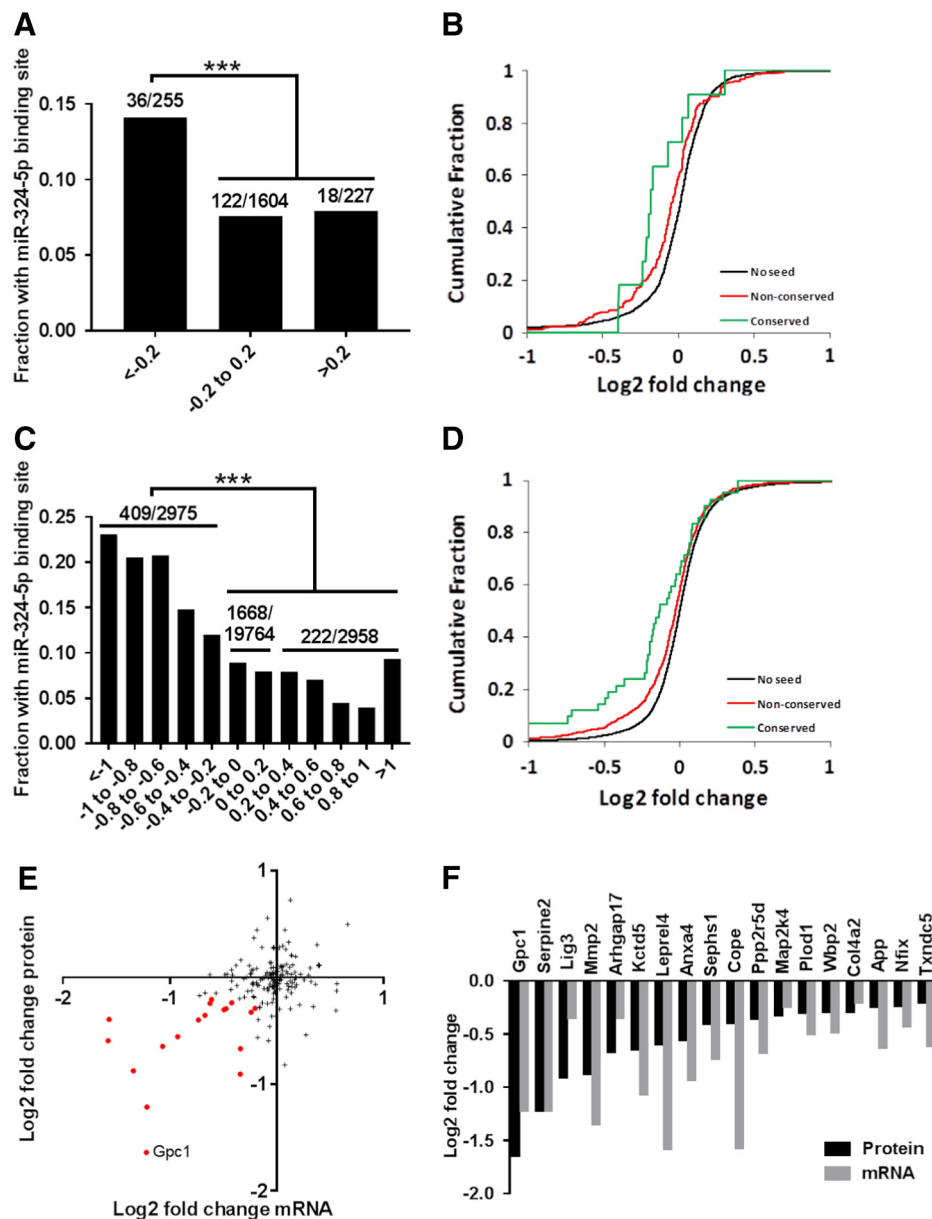 A
***
36/255
122/1604
18/227
Fraction with miR-324-5p binding site
0.15
0.10
0.05
0.00
<-0.2
-0.2 to 0.2
>0.2
B
Cumulative Fraction
1
0.8
0.6
0.4
0.2
0
No seed
Non-conserved
Conserved
-1
-0.5
0
0.5
1
Log2 fold change
C
***
409/2975
1668/
19764
222/2958
Fraction with miR-324-5p binding site
0.25
0.20
0.15
0.10
0.05
0.00
<-1
-1 to -0.8
-0.8 to -0.6
-0.6 to -0.4
-0.4 to -0.2
-0.2 to 0
0 to 0.2
0.2 to 0.4
0.4 to 0.6
0.6 to 0.8
0.8 to 1
>1
D
Cumulative Fraction
1
0.8
0.6
0.4
0.2
0
No seed
Non-conserved
Conserved
-1
-0.5
0
0.5
1
Log2 fold change
E
Log2 fold change protein
1
-2
-1
1
-1
-2
Gpc1
Log2 fold change mRNA
F
Gpc1
Serpine2
Lig3
Mmp2
Arhgap17
Kctd5
Leprel4
Anxa4
Sephs1
Cope
Ppp2r5d
Map2k4
Plod1
Wbp2
Col4a2
App
Nfix
Txndc5
Log2 fold change
0.0
-0.5
-1.0
-1.5
-2.0
Protein
mRNA